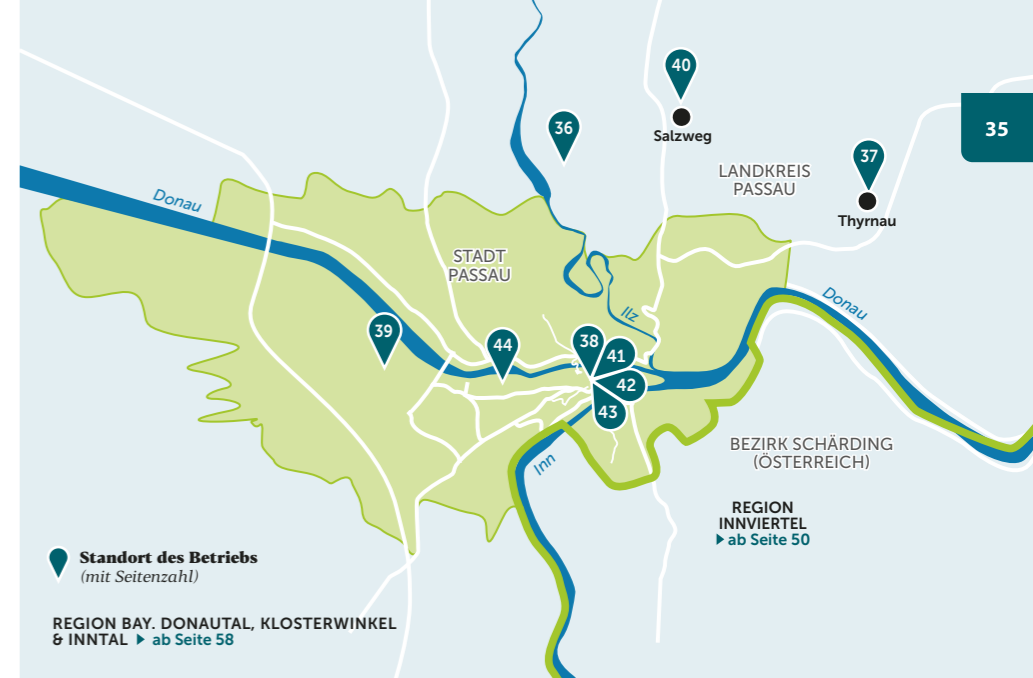 40
36
Salzweg
35
37
LANDKREIS
PASSAU
Thyrnau
Donau
STADT
PASSAU
Ilz
Donau
39
44
38
41
42
43
Inn
BEZIRK SCHÄRDING
(ÖSTERREICH)
REGION
INNVIERTEL
▶ ab Seite 50
Standort des Betriebs
(mit Seitenzahl)
REGION BAY. DONAUTAL, KLOSTERWINKEL
& INNTAL ▶ ab Seite 58